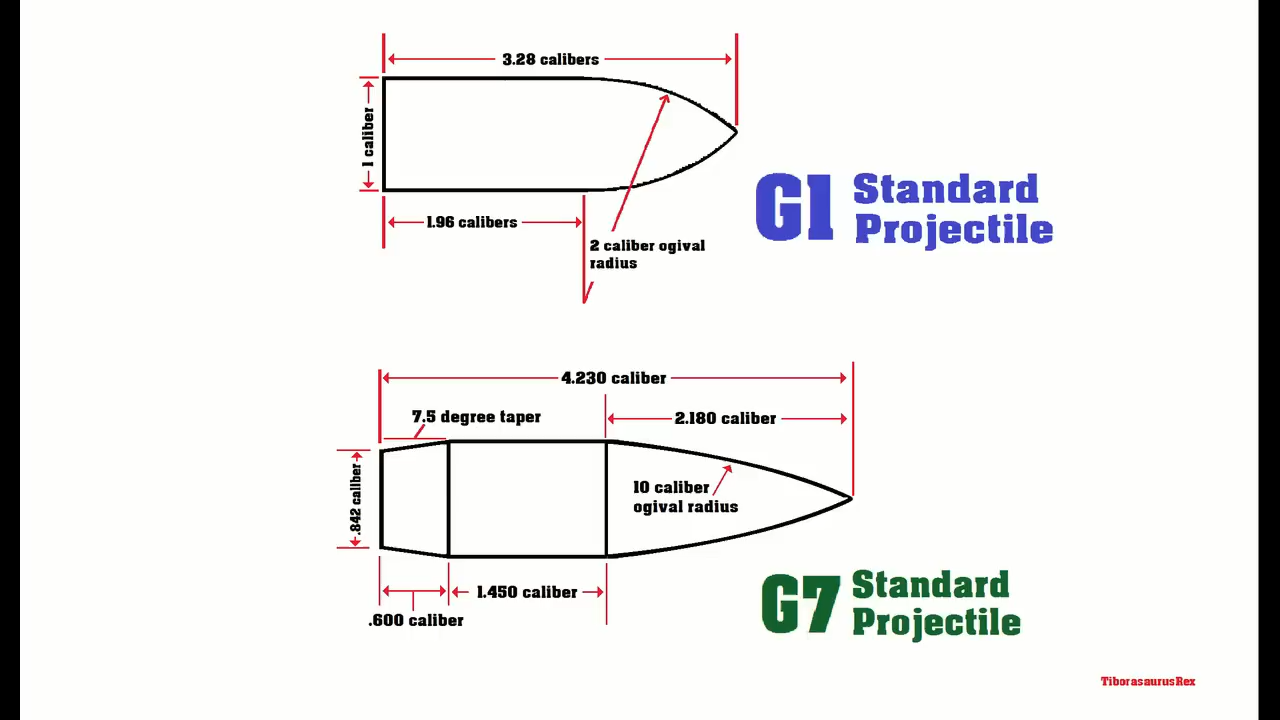 3.28 calibers
1 caliber
1.96 calibers
2 caliber ogival
radius
G1 Standard
Projectile
4.230 caliber
7.5 degree taper
2.180 caliber
.842 caliber
10 caliber
ogival radius
1.450 caliber
.600 caliber
G7 Standard
Projectile
TiborasaurusRex